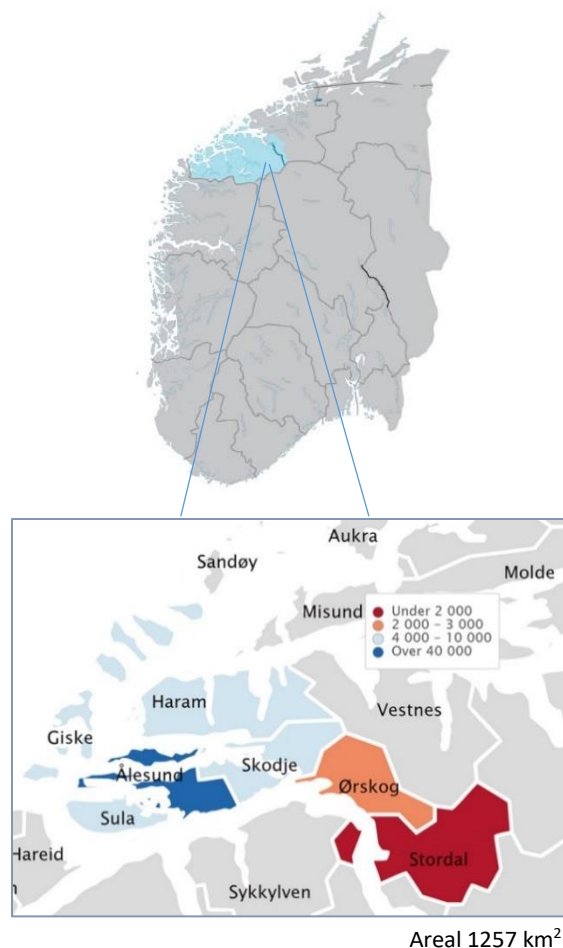 Aukra
Sandøy
Molde
Misund
Under 2 000
2 000 – 3 000
4 000 – 10 000
Over 40 000
Haram
Vestnes
Giske
Skodje
Ålesund
Ørskog
Sula
Hareid
Stordal
n
Sykkylven
Areal 1257 km²